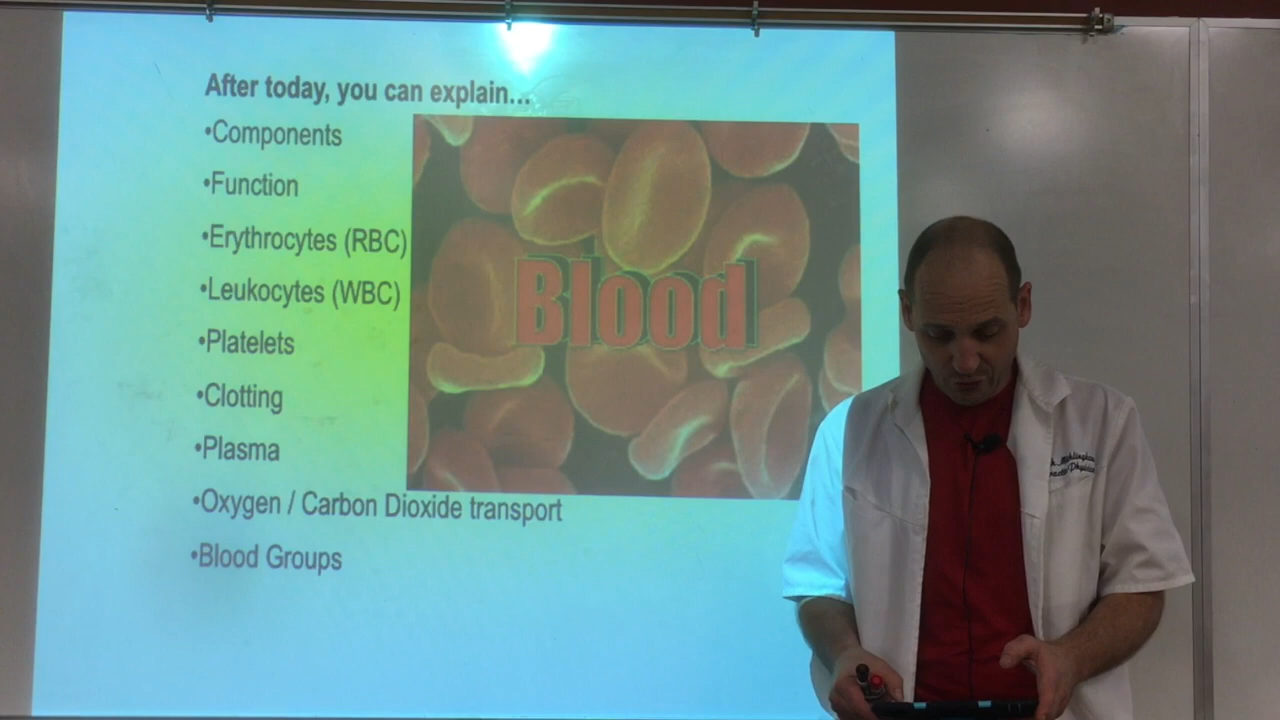 After today, you can explain...
•Components
•Function
•Erythrocytes (RBC)
•Leukocytes (WBC)
•Platelets
•Clotting
•Plasma
•Oxygen / Carbon Dioxide transport
•Blood Groups
Blood